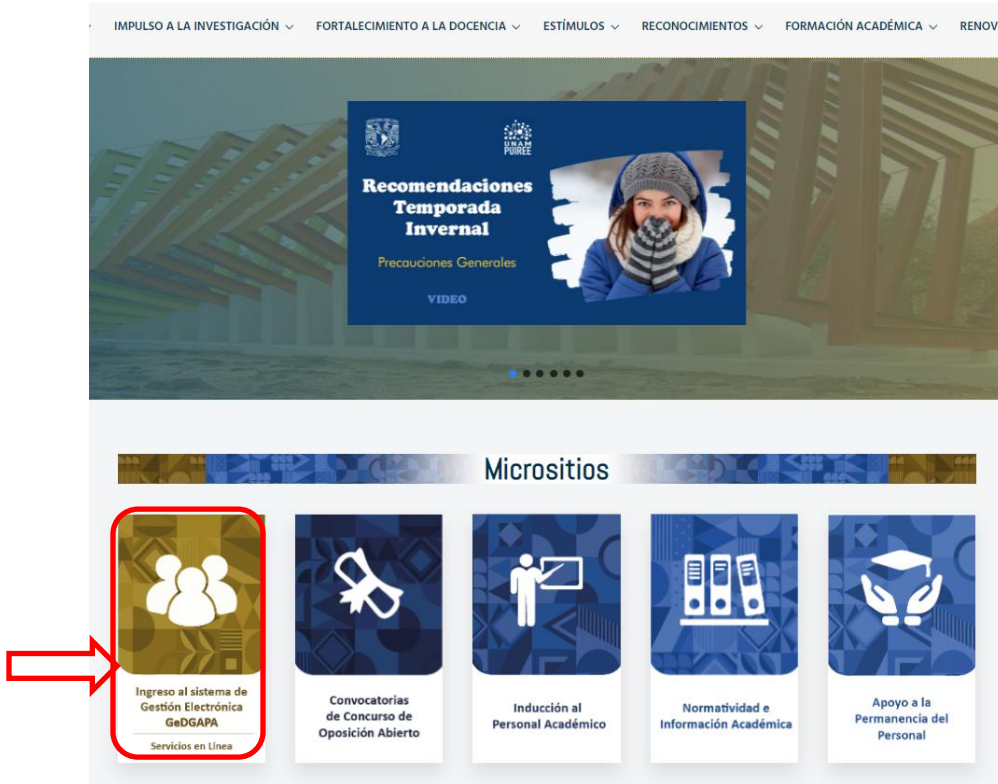 IMPULSO A LA INVESTIGACIÓN FORTALECIMIENTO A LA DOCENCIA ESTÍMULOS RECONOCIMIENTOS FORMACIÓN ACADÉMICA RENOV
UNAM
PUIREE
Recomendaciones
Temporada
Invernal
Precauciones Generales
VIDEO
Micrositios
Ingreso al sistema de
Gestión Electrónica
GeDGAPA
Servicios en Línea
Convocatorias
de Concurso de
Oposición Abierto
Inducción al
Personal Académico
Normatividad e
Información Académica
Apoyo a la
Permanencia del
Personal